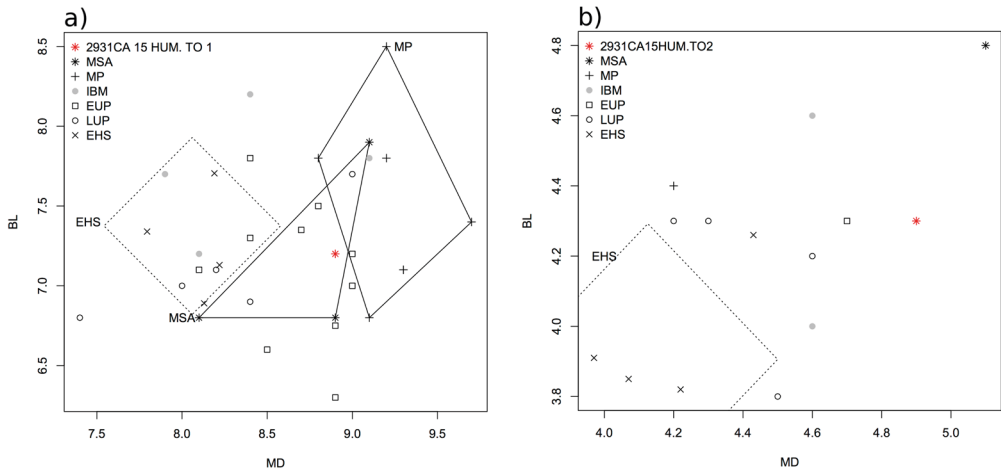 a)
2931CA 15 HUM. TO 1
MSA
MP
IBM
EUP
LUP
EHS
MP
EHS
MSA
8.5
8.0
7.5
7.0
6.5
BL
7.5 8.0 8.5 9.0 9.5
MD
b)
2931CA15HUM.TO2
MSA
MP
IBM
EUP
LUP
EHS
EHS
4.8
4.6
4.4
4.2
4.0
3.8
BL
4.0 4.2 4.4 4.6 4.8 5.0
MD